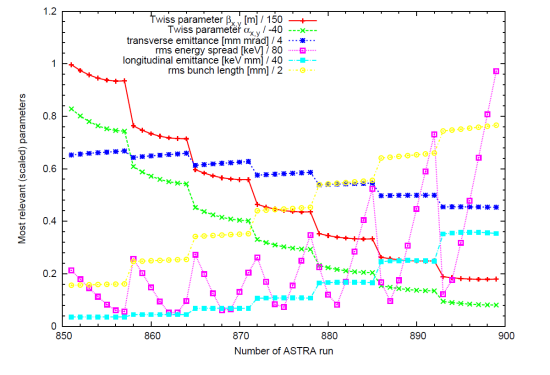 Twiss parameter βx,y [m] / 150
Twiss parameter αx,y / -40
transverse emittance [mm mrad] / 4
rms energy spread [keV] / 80
longitudinal emittance [keV mm] / 40
rms bunch length [mm] / 2
Most relevant (scaled) parameters
1.2
1
0.8
0.6
0.4
0.2
0
850
860
870
880
890
900
Number of ASTRA run